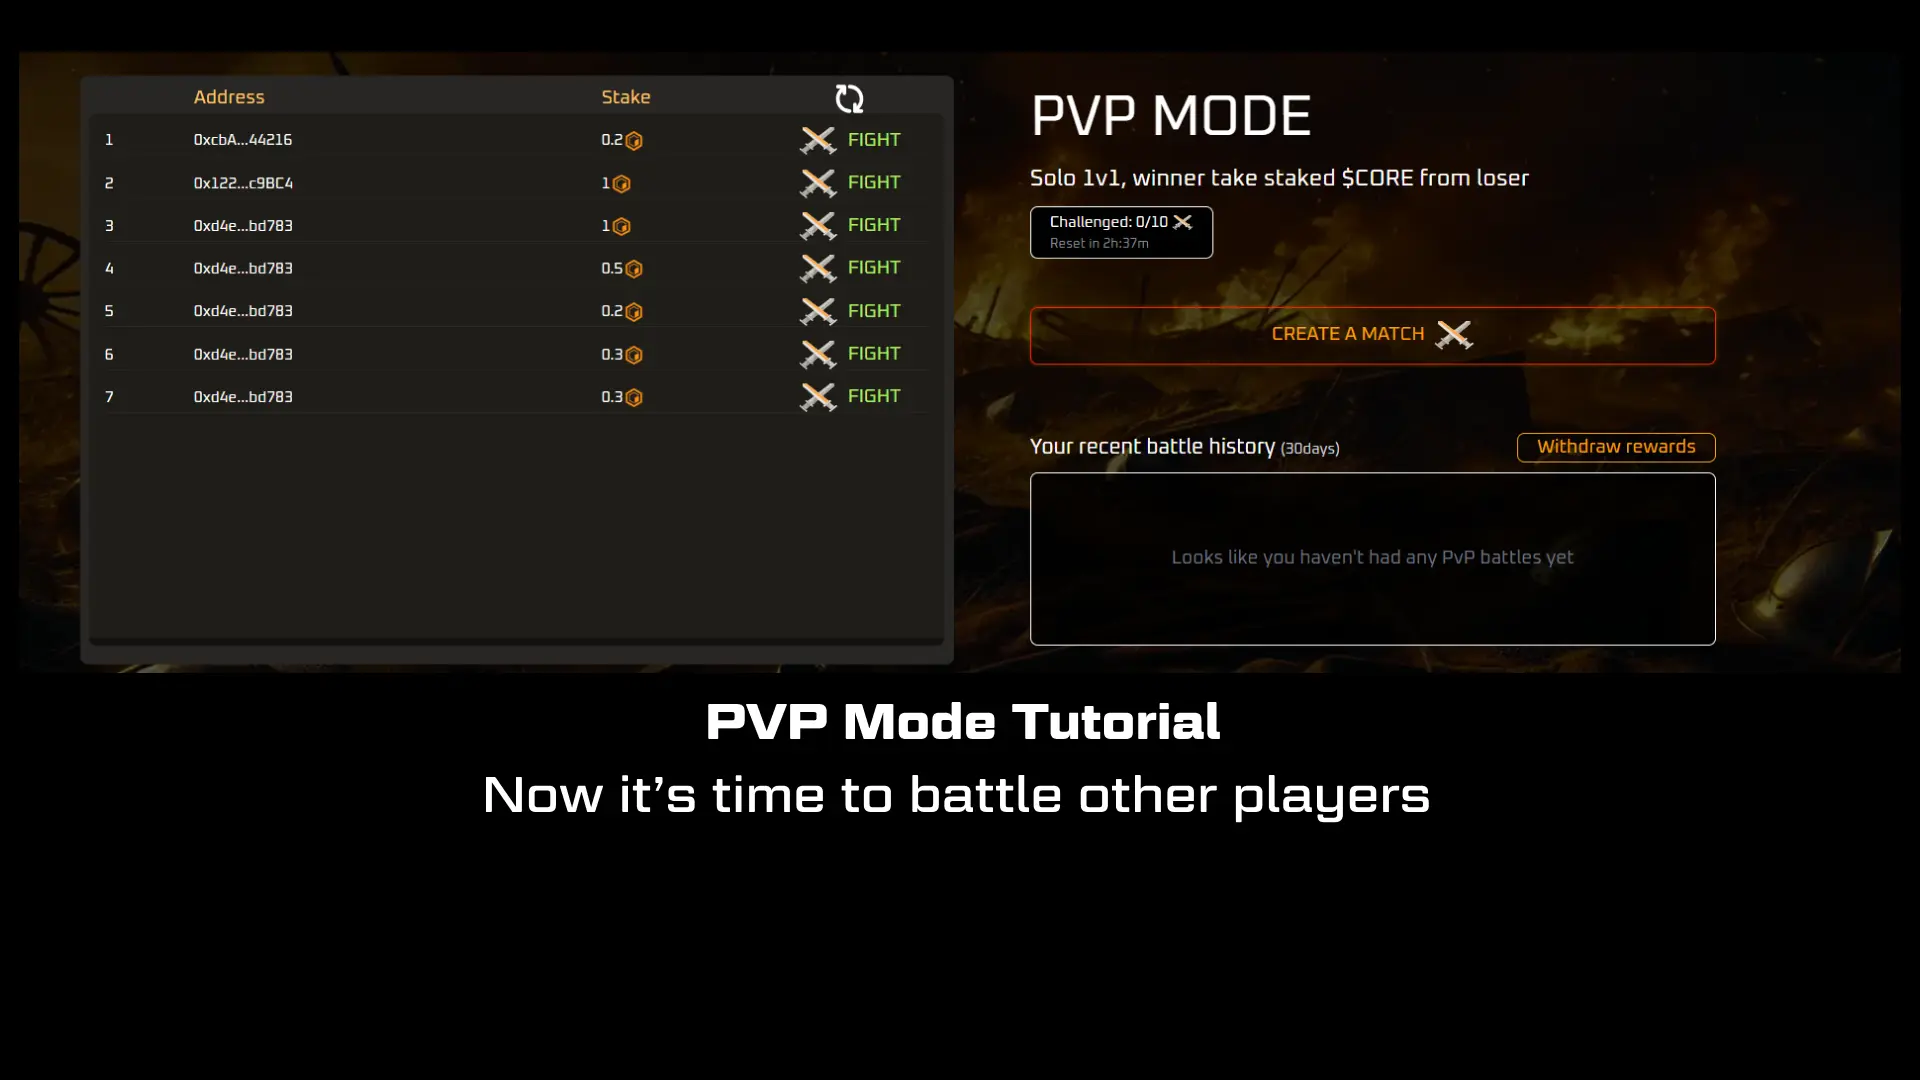 Address Stake
1 0xcbA...44216 0.2 FIGHT
2 0x122...c9BC4 1 FIGHT
3 0xd4e...bd783 1 FIGHT
4 0xd4e...bd783 0.5 FIGHT
5 0xd4e...bd783 0.2 FIGHT
6 0xd4e...bd783 0.3 FIGHT
7 0xd4e...bd783 0.3 FIGHT
PVP MODE
Solo 1v1, winner take staked $CORE from loser
Challenged: 0/10
Reset in 2h:37m
CREATE A MATCH
Your recent battle history (30days) Withdraw rewards
Looks like you haven't had any PvP battles yet
PVP Mode Tutorial
Now it’s time to battle other players